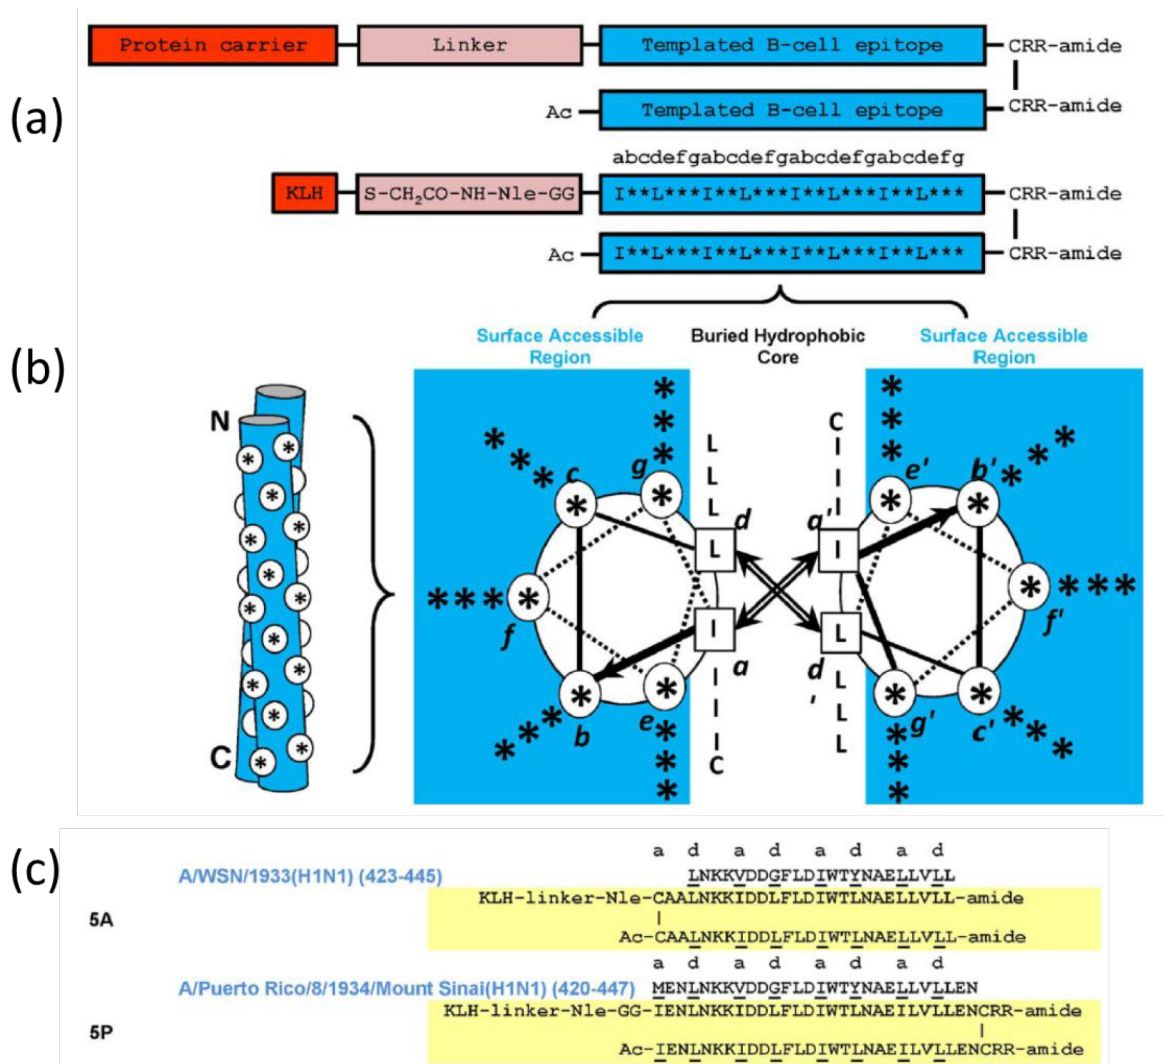 (a)
Protein carrier Linker Templated B-cell epitope CRR-amide
Ac Templated B-cell epitope CRR-amide
abcdefgabcdefgabcdefgabcdefg
KLH S-CH₂CO-NH-Nle-GG I**L***I**L***I**L***I**L*** CRR-amide
Ac I**L***I**L***I**L***I**L*** CRR-amide
(b)
Surface Accessible Region
Buried Hydrophobic Core
Surface Accessible Region
N
C
c g d a' e' b'
L L L L
C I I I
f f'
I I I C
L L L L
b e a d' g' c'
(c)
a d a d a d a d
A/WSN/1933(H1N1) (423-445) LNKKVDDGFLDIWTYNAELLVLL
5A
KLH-linker-Nle-CAALNKKIDDLFLDIWTLNAELLVLL-amide
Ac-CAALNKKIDDLFLDIWTLNAELLVLL-amide
a d a d a d a d
A/Puerto Rico/8/1934/Mount Sinai(H1N1) (420-447) MENLNKKVDDGFLDIWTYNAELLVLLEN
5P
KLH-linker-Nle-GG-IENLNKKIDDLFLDIWTLNAEILVLLENCRR-amide
Ac-IENLNKKIDDLFLDIWTLNAEILVLLENCRR-amide